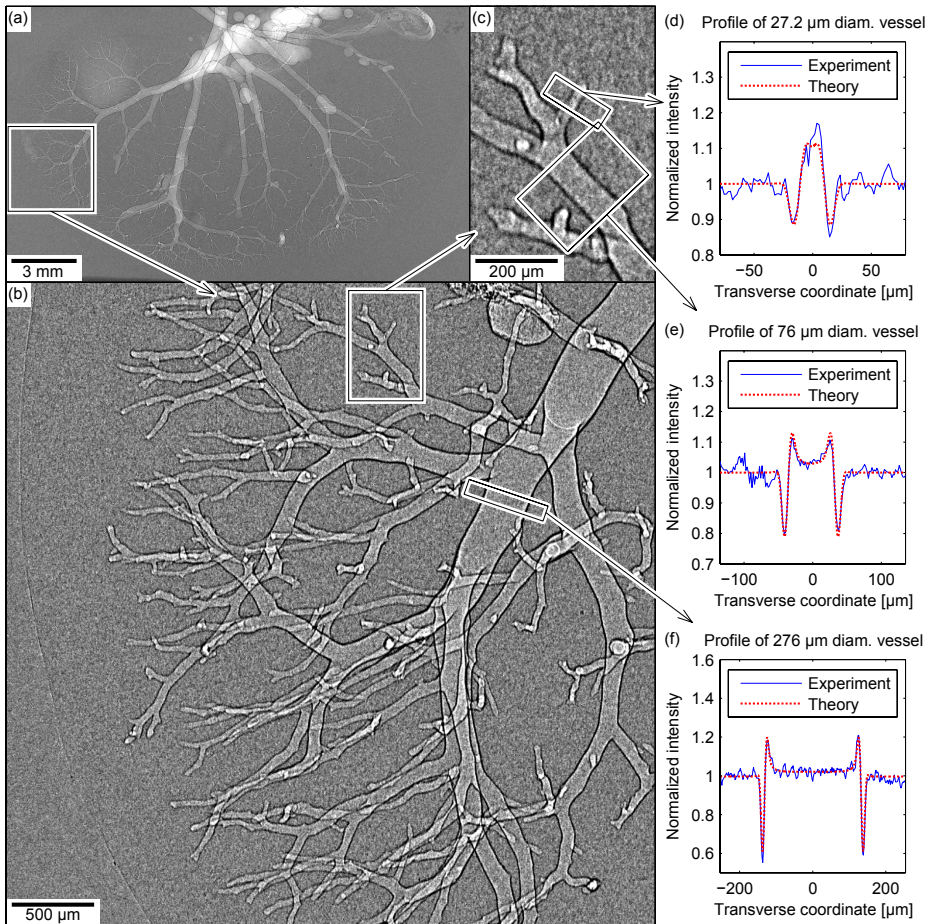 (a)
3 mm
(b)
500 µm
(c)
200 µm
(d) Profile of 27.2 µm diam. vessel
Normalized intensity
1.3
1.2
1.1
1
0.9
0.8
Experiment
Theory
−50 0 50
Transverse coordinate [µm]
(e) Profile of 76 µm diam. vessel
Normalized intensity
1.3
1.2
1.1
1
0.9
0.8
0.7
Experiment
Theory
−100 0 100
Transverse coordinate [µm]
(f) Profile of 276 µm diam. vessel
Normalized intensity
1.6
1.4
1.2
1
0.8
0.6
Experiment
Theory
−200 0 200
Transverse coordinate [µm]